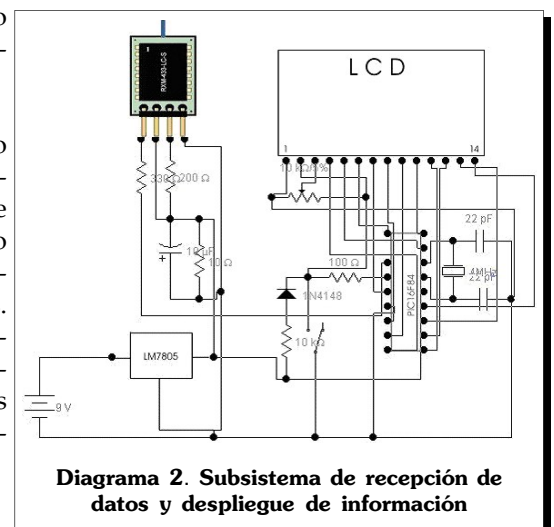 RXM-433-LC-S
LCD
1
14
10 kΩ/5%
330 Ω
200 Ω
22 pF
10 µF
10 Ω
100 Ω
4MHz
22 pF
1N4148
PIC16F84
LM7805
10 kΩ
9 V
Diagrama 2. Subsistema de recepción de
datos y despliegue de información